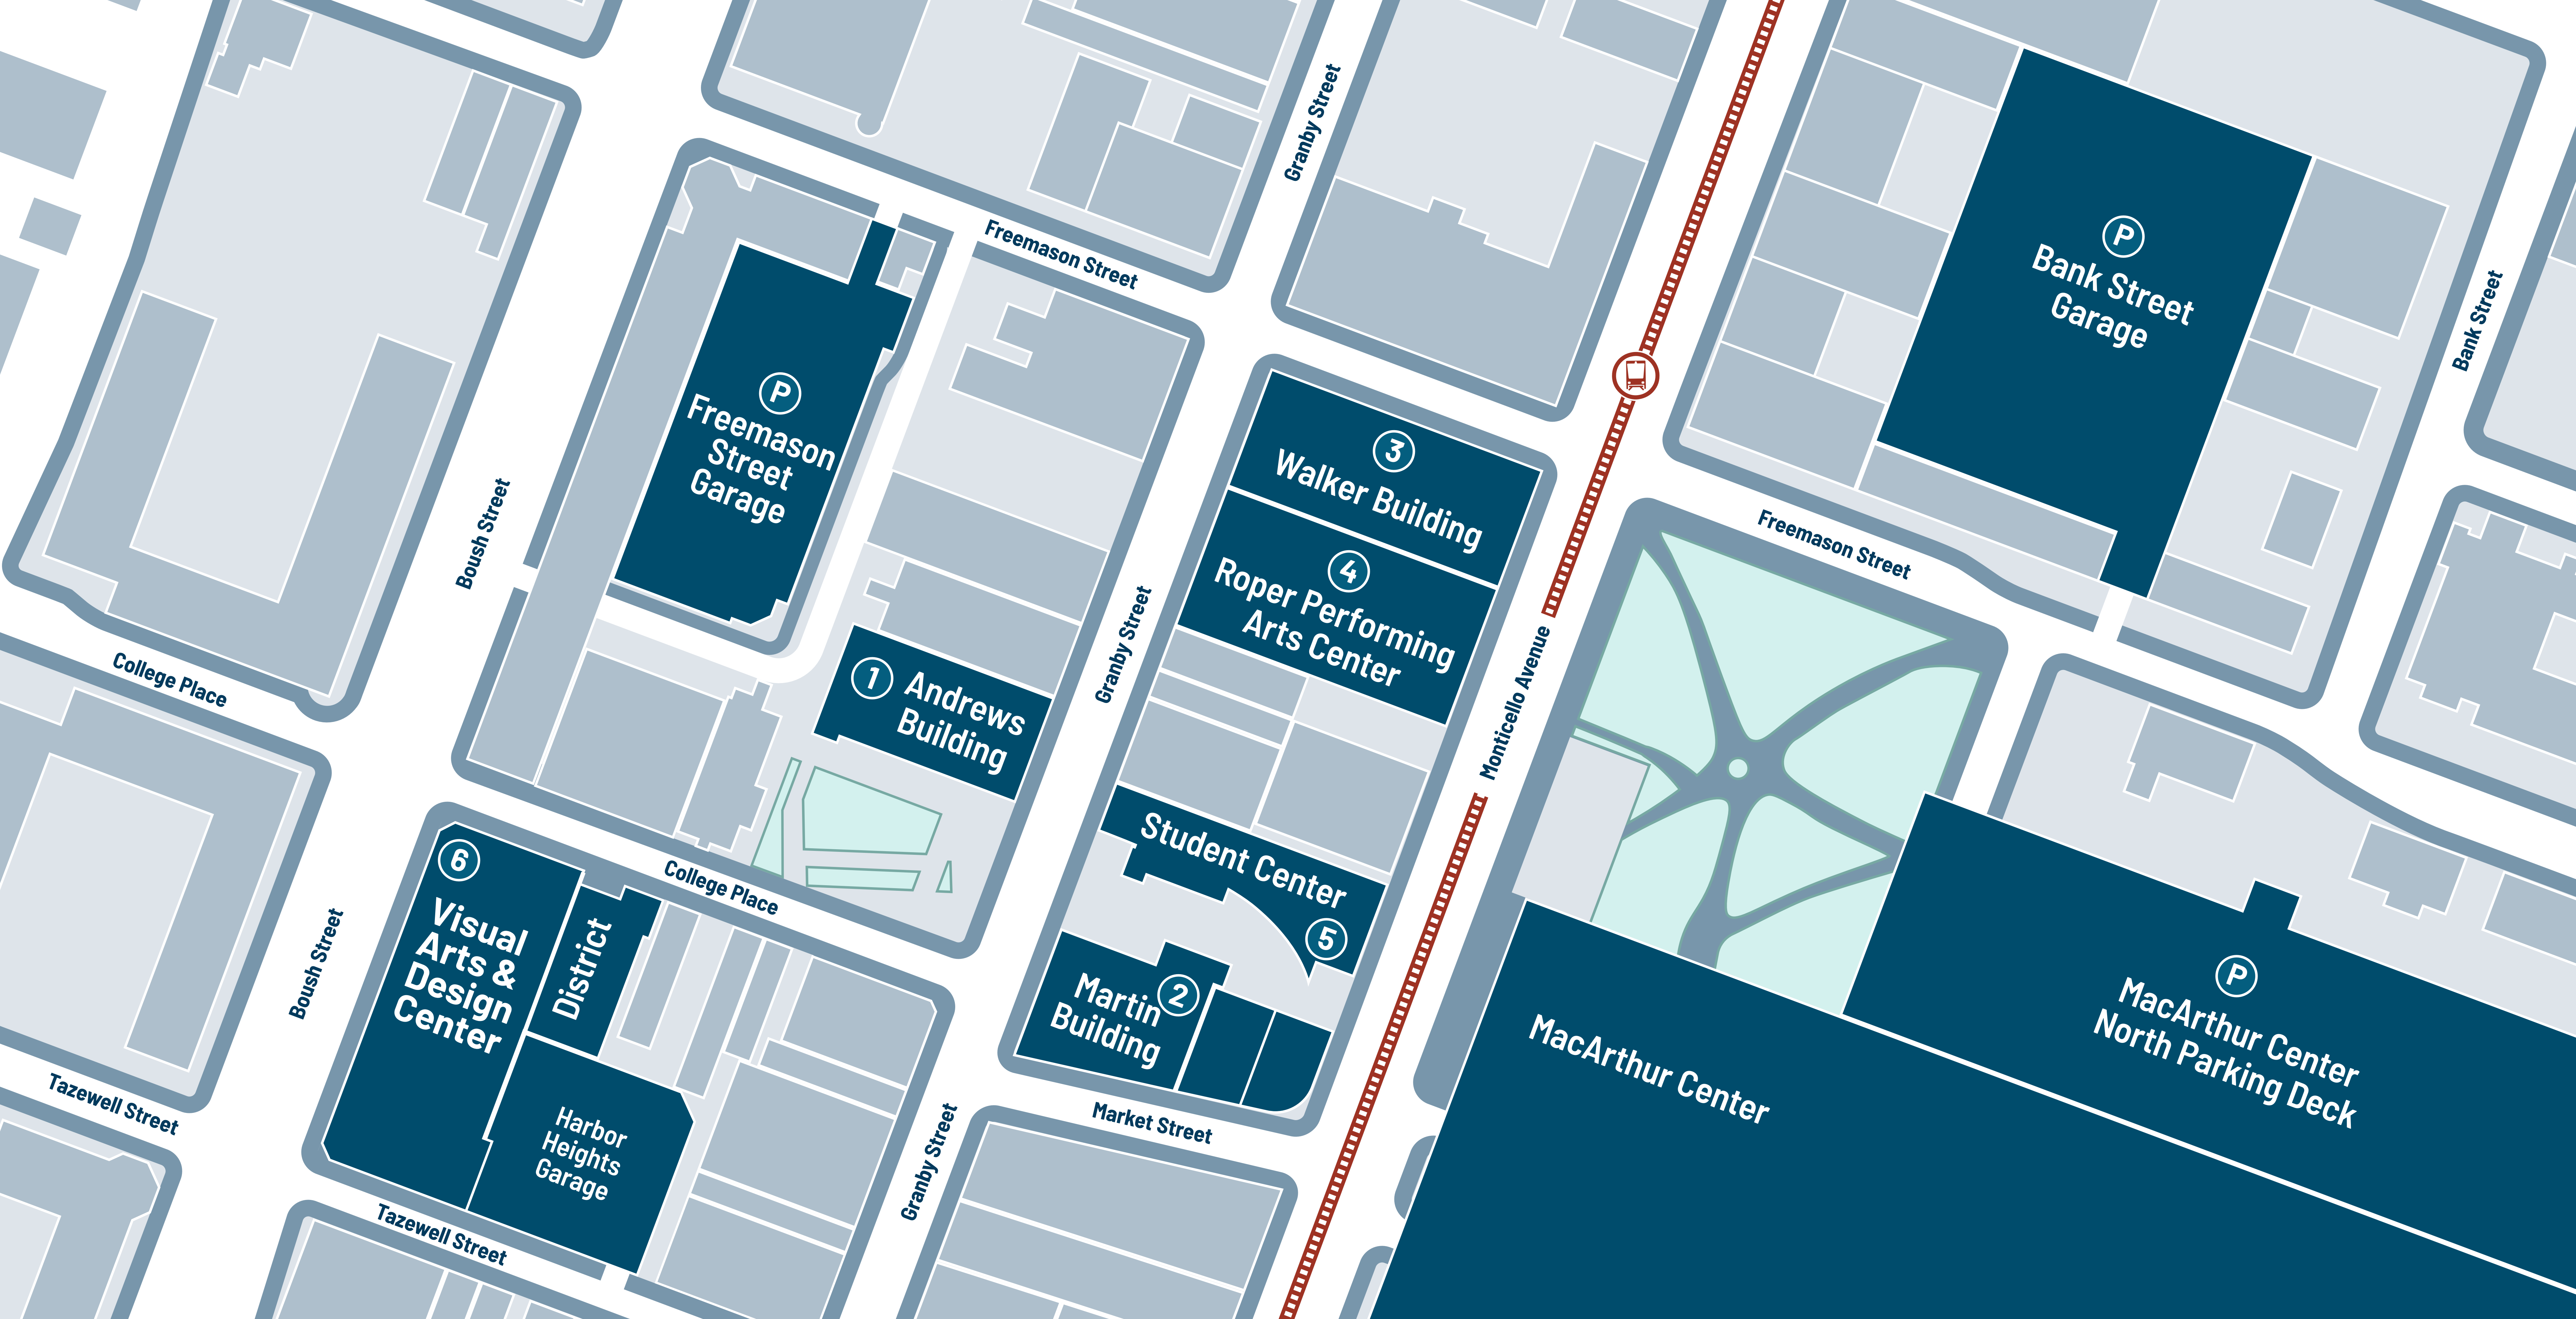 Granby Street
Freemason Street
P
Bank Street
Garage
Bank Street
P
Freemason
Street
Garage
Boush Street
3
Walker Building
4
Roper Performing
Arts Center
Freemason Street
College Place
1
Andrews
Building
Granby Street
Monticello Avenue
6
Visual
Arts &
Design
Center
District
College Place
Student Center
5
Boush Street
2
Martin
Building
MacArthur Center
P
MacArthur Center
North Parking Deck
Tazewell Street
Harbor
Heights
Garage
Market Street
Granby Street
Tazewell Street